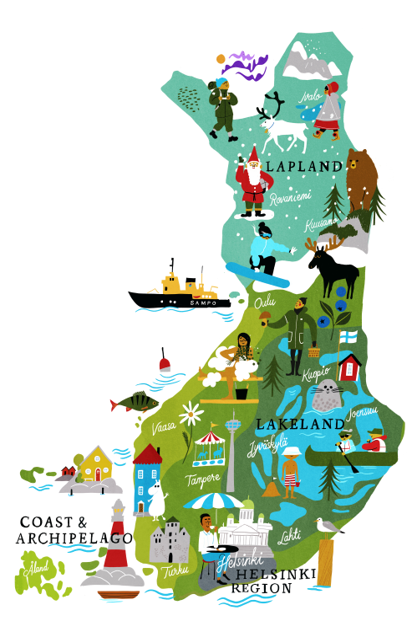 Ivalo
LAPLAND
Rovaniemi
Kuusamo
SAMPO
Oulu
Kuopio
Vaasa
LAKELAND
Joensuu
Jyväskylä
Tampere
COAST &
ARCHIPELAGO
Lahti
Åland
Turku
Helsinki
HELSINKI
REGION